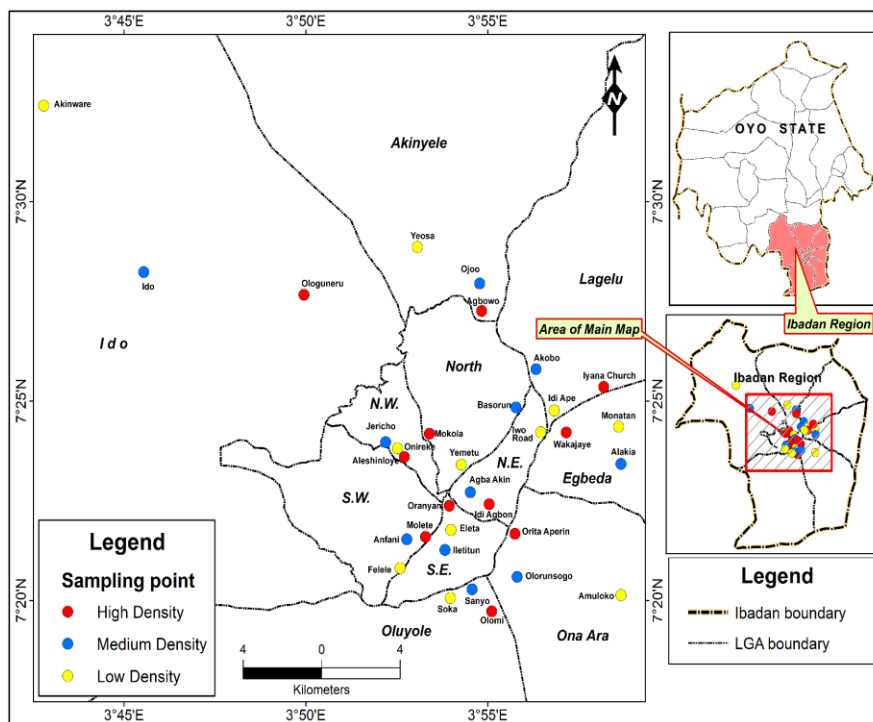 3°45'E
3°50'E
3°55'E
Akinware
N
Akinyele
OYO STATE
7°30'N
7°30'N
Yeosa
Ojoo
Ido
Ologuneru
Lagelu
Agbowo
Ibadan Region
Area of Main Map
I d o
North
Akobo
Iyana Church
Ibadan Region
7°25'N
7°25'N
N.W.
Basorun
Idi Ape
Monatan
Jericho
Onireke
Mokola
Two
Road
Wakajaye
Aleshinloye
Yemetu
N.E.
Alakia
S.W.
Agba Akin
Egbeda
Oranyan
Idi Agbon
Molete
Eleta
Orita Aperin
Anfani
Iletitun
Legend
Felele
S.E.
Olorunsogo
Legend
Sampling point
Ibadan boundary
LGA boundary
7°20'N
7°20'N
Soka
Sanyo
Amuloko
High Density
Olomi
Medium Density
Oluyole
Ona Ara
Low Density
4
0
4
Kilometers
3°45'E
3°50'E
3°55'E